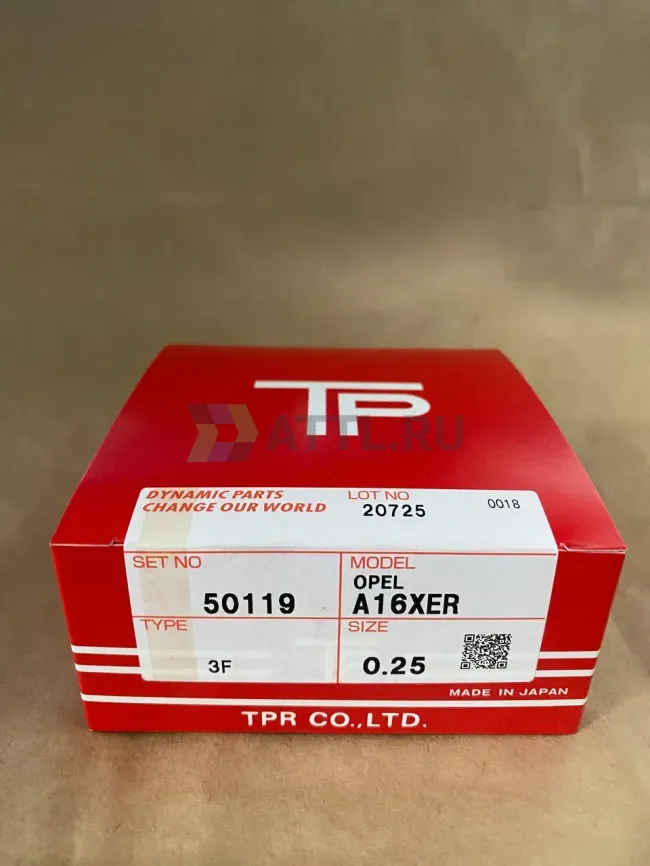 TP
ATTL.RU
DYNAMIC PARTS
CHANGE OUR WORLD
LOT NO
20725
0018
SET NO
50119
MODEL
OPEL
A16XER
TYPE
3F
SIZE
0.25
MADE IN JAPAN
TPR CO.,LTD.